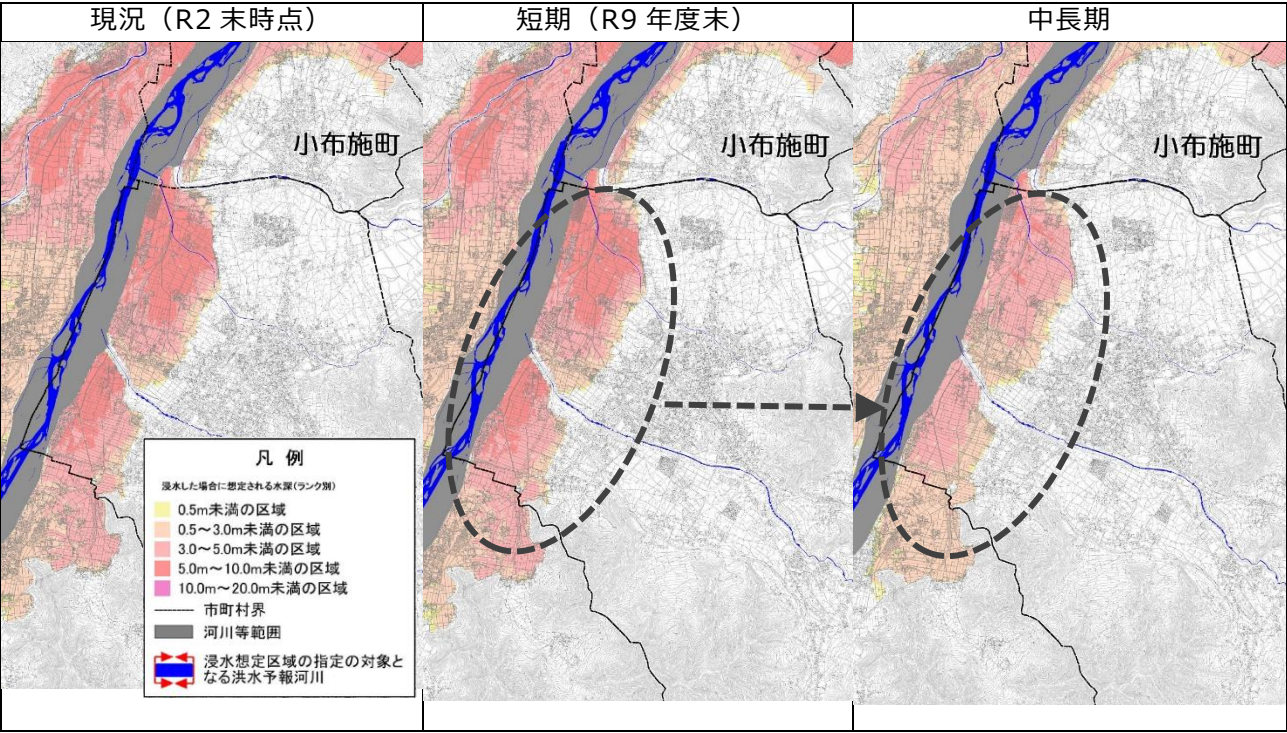 現況（R2 末時点）
短期（R9 年度末）
中長期
小布施町
小布施町
小布施町
凡 例
浸水した場合に想定される水深(ランク別)
0.5m未満の区域
0.5～3.0m未満の区域
3.0～5.0m未満の区域
5.0m～10.0m未満の区域
10.0m～20.0m未満の区域
市町村界
河川等範囲
浸水想定区域の指定の対象と
なる洪水予報河川